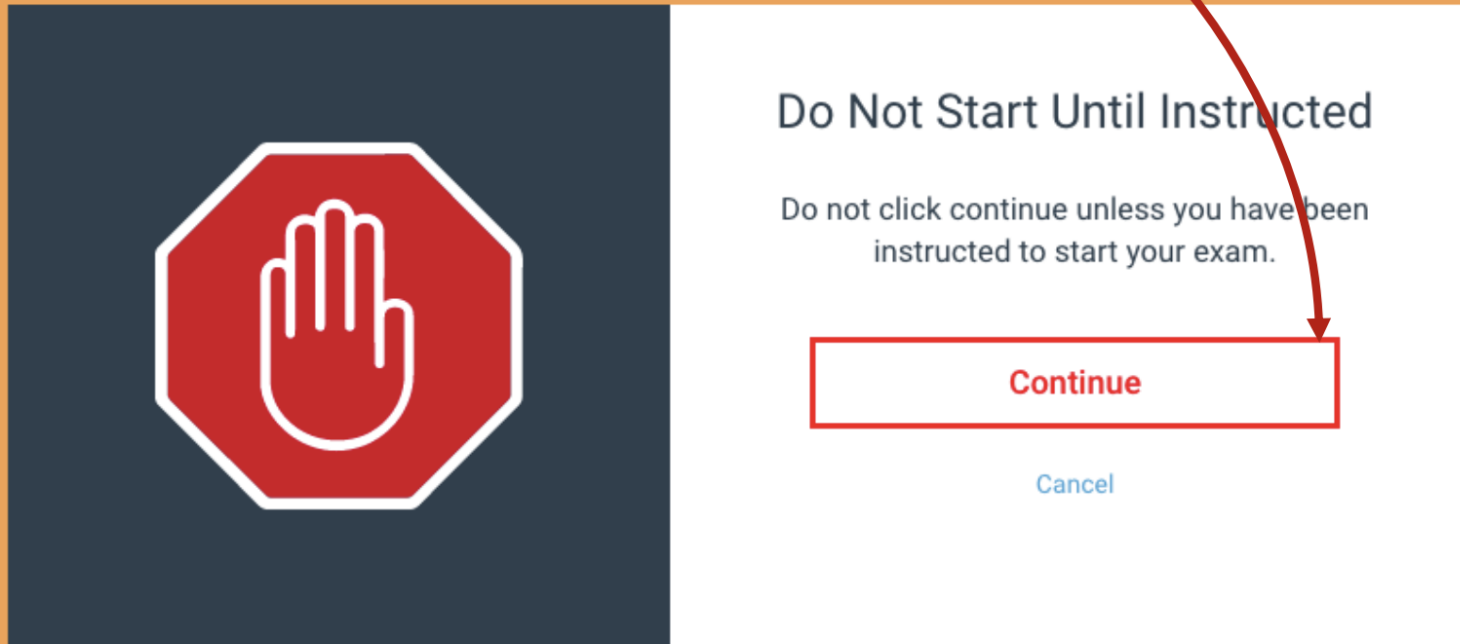 Do Not Start Until Instructed
Do not click continue unless you have been
instructed to start your exam.
Continue
Cancel